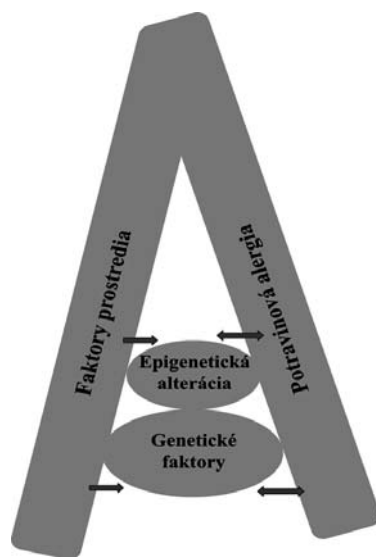 Faktory prostredia
Potravinová alergia
Epigenetická
alterácia
Genetické
faktory